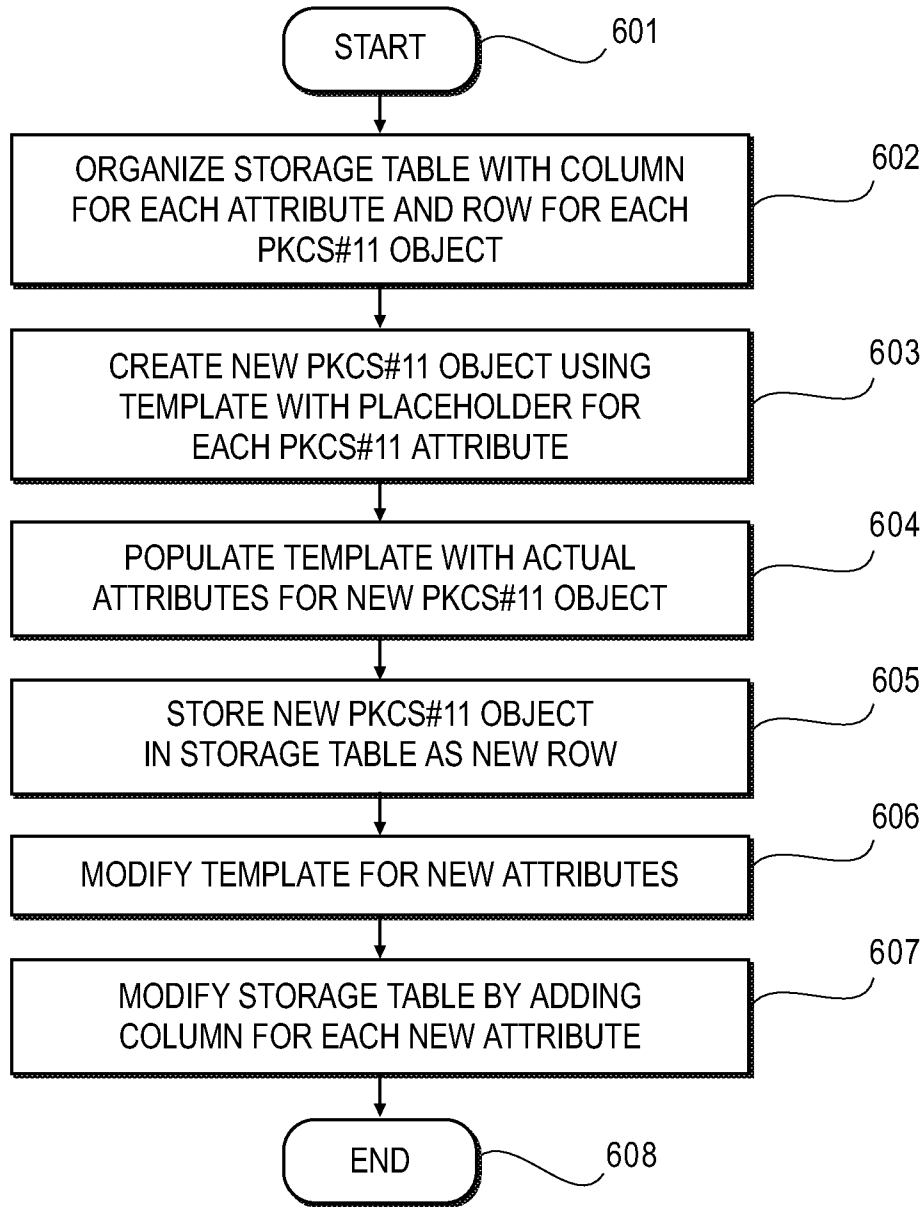 START
601
ORGANIZE STORAGE TABLE WITH COLUMN
FOR EACH ATTRIBUTE AND ROW FOR EACH
PKCS#11 OBJECT
602
CREATE NEW PKCS#11 OBJECT USING
TEMPLATE WITH PLACEHOLDER FOR
EACH PKCS#11 ATTRIBUTE
603
POPULATE TEMPLATE WITH ACTUAL
ATTRIBUTES FOR NEW PKCS#11 OBJECT
604
STORE NEW PKCS#11 OBJECT
IN STORAGE TABLE AS NEW ROW
605
MODIFY TEMPLATE FOR NEW ATTRIBUTES
606
MODIFY STORAGE TABLE BY ADDING
COLUMN FOR EACH NEW ATTRIBUTE
607
END
608